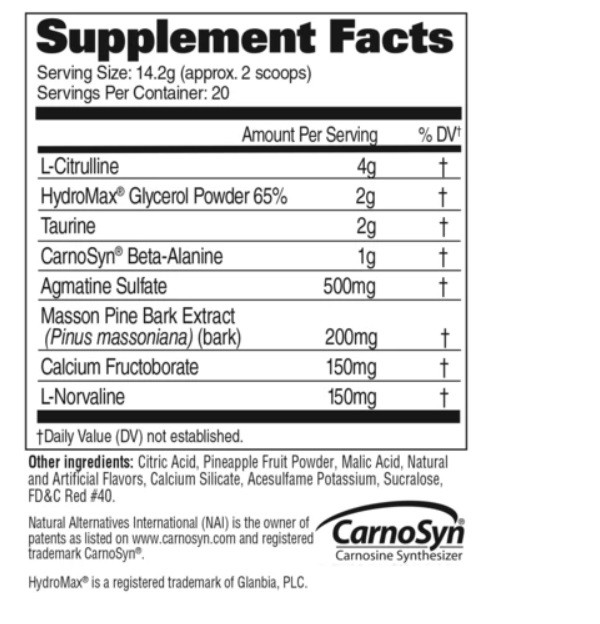 Supplement Facts
Serving Size: 14.2g (approx. 2 scoops)
Servings Per Container: 20
Amount Per Serving % DV†
L-Citrulline 4g †
HydroMax® Glycerol Powder 65% 2g †
Taurine 2g †
CarnoSyn® Beta-Alanine 1g †
Agmatine Sulfate 500mg †
Masson Pine Bark Extract
(Pinus massoniana) (bark) 200mg †
Calcium Fructoborate 150mg †
L-Norvaline 150mg †
†Daily Value (DV) not established.
Other ingredients: Citric Acid, Pineapple Fruit Powder, Malic Acid, Natural
and Artificial Flavors, Calcium Silicate, Acesulfame Potassium, Sucralose,
FD&C Red #40.
Natural Alternatives International (NAI) is the owner of
patents as listed on www.carnosyn.com and registered
trademark CarnoSyn®.
CarnoSyn®
Carnosine Synthesizer
HydroMax® is a registered trademark of Glanbia, PLC.